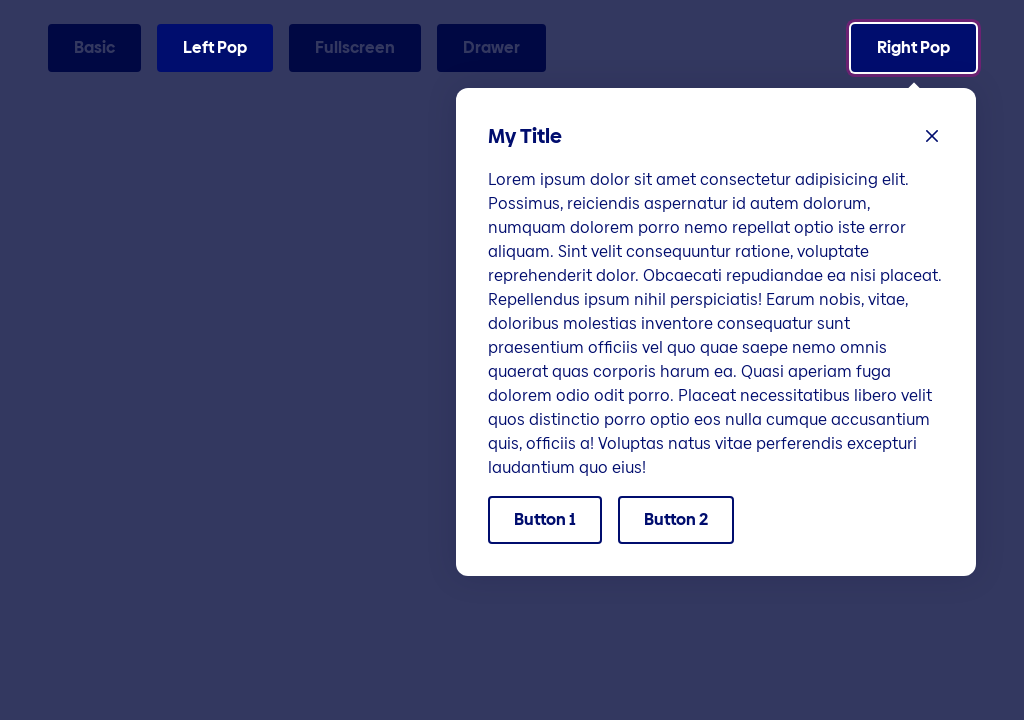 Basic
Left Pop
Fullscreen
Drawer
Right Pop
My Title
Lorem ipsum dolor sit amet consectetur adipisicing elit.
Possimus, reiciendis aspernatur id autem dolorum,
numquam dolorem porro nemo repellat optio iste error
aliquam. Sint velit consequuntur ratione, voluptate
reprehenderit dolor. Obcaecati repudiandae ea nisi placeat.
Repellendus ipsum nihil perspiciatis! Earum nobis, vitae,
doloribus molestias inventore consequatur sunt
praesentium officiis vel quo quae saepe nemo omnis
quaerat quas corporis harum ea. Quasi aperiam fuga
dolorem odio odit porro. Placeat necessitatibus libero velit
quos distinctio porro optio eos nulla cumque accusantium
quis, officiis a! Voluptas natus vitae perferendis excepturi
laudantium quo eius!
Button 1
Button 2